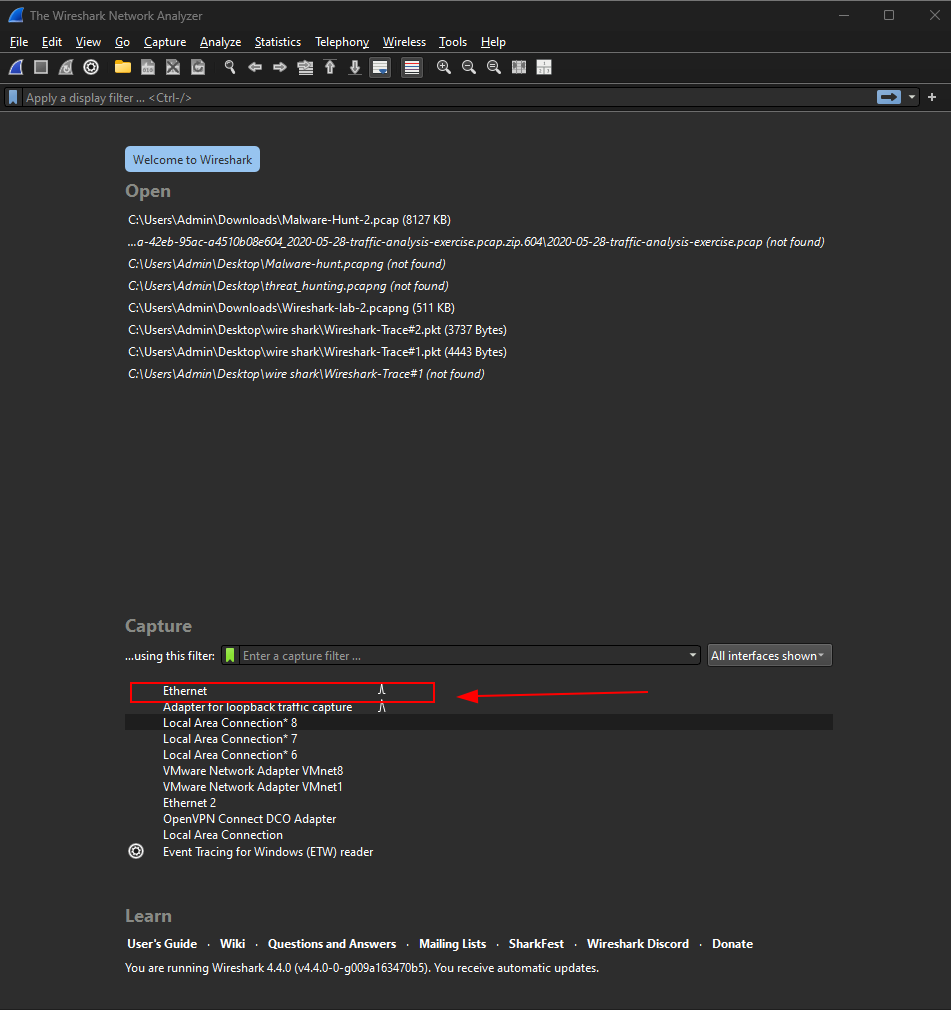 The Wireshark Network Analyzer
File Edit View Go Capture Analyze Statistics Telephony Wireless Tools Help
Apply a display filter ... <Ctrl-/>
Welcome to Wireshark
Open
C:\Users\Admin\Downloads\Malware-Hunt-2.pcap (8127 KB)
...a-42eb-95ac-a4510b08e604_2020-05-28-traffic-analysis-exercise.pcap.zip.604\2020-05-28-traffic-analysis-exercise.pcap (not found)
C:\Users\Admin\Desktop\Malware-hunt.pcapng (not found)
C:\Users\Admin\Desktop\threat_hunting.pcapng (not found)
C:\Users\Admin\Downloads\Wireshark-lab-2.pcapng (511 KB)
C:\Users\Admin\Desktop\wire shark\Wireshark-Trace#2.pkt (3737 Bytes)
C:\Users\Admin\Desktop\wire shark\Wireshark-Trace#1.pkt (4443 Bytes)
C:\Users\Admin\Desktop\wire shark\Wireshark-Trace#1 (not found)
Capture
...using this filter: Enter a capture filter ... All interfaces shown
Ethernet
Adapter for loopback traffic capture
Local Area Connection* 8
Local Area Connection* 7
Local Area Connection* 6
VMware Network Adapter VMnet8
VMware Network Adapter VMnet1
Ethernet 2
OpenVPN Connect DCO Adapter
Local Area Connection
Event Tracing for Windows (ETW) reader
Learn
User's Guide · Wiki · Questions and Answers · Mailing Lists · SharkFest · Wireshark Discord · Donate
You are running Wireshark 4.4.0 (v4.4.0-0-g009a163470b5). You receive automatic updates.